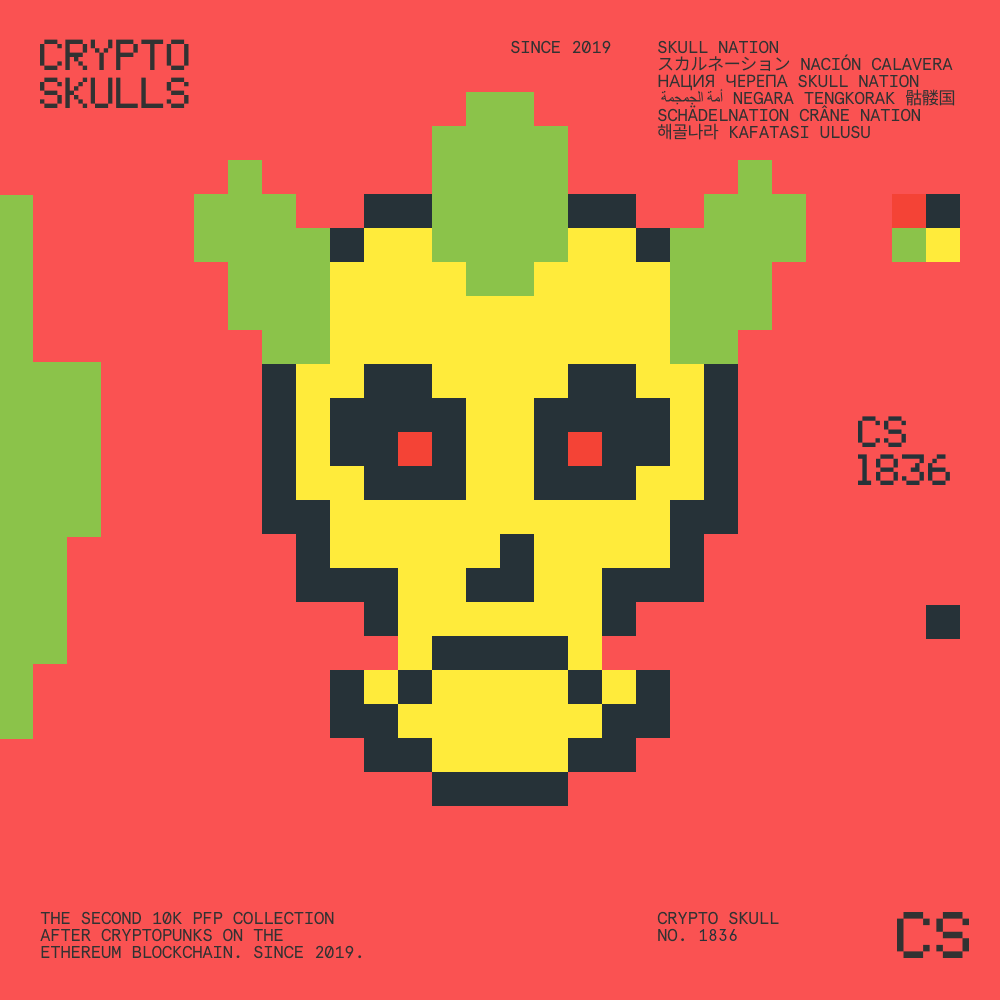 CRYPTO
SKULLS
SINCE 2019
SKULL NATION
スカルネーション NACIÓN CALAVERA
НАЦИЯ ЧЕРЕПА SKULL NATION
أمة الجمجمة NEGARA TENGKORAK 骷髅国
SCHÄDELNATION CRÂNE NATION
해골나라 KAFATASI ULUSU
CS
1836
THE SECOND 10K PFP COLLECTION
AFTER CRYPTOPUNKS ON THE
ETHEREUM BLOCKCHAIN. SINCE 2019.
CRYPTO SKULL
NO. 1836
CS